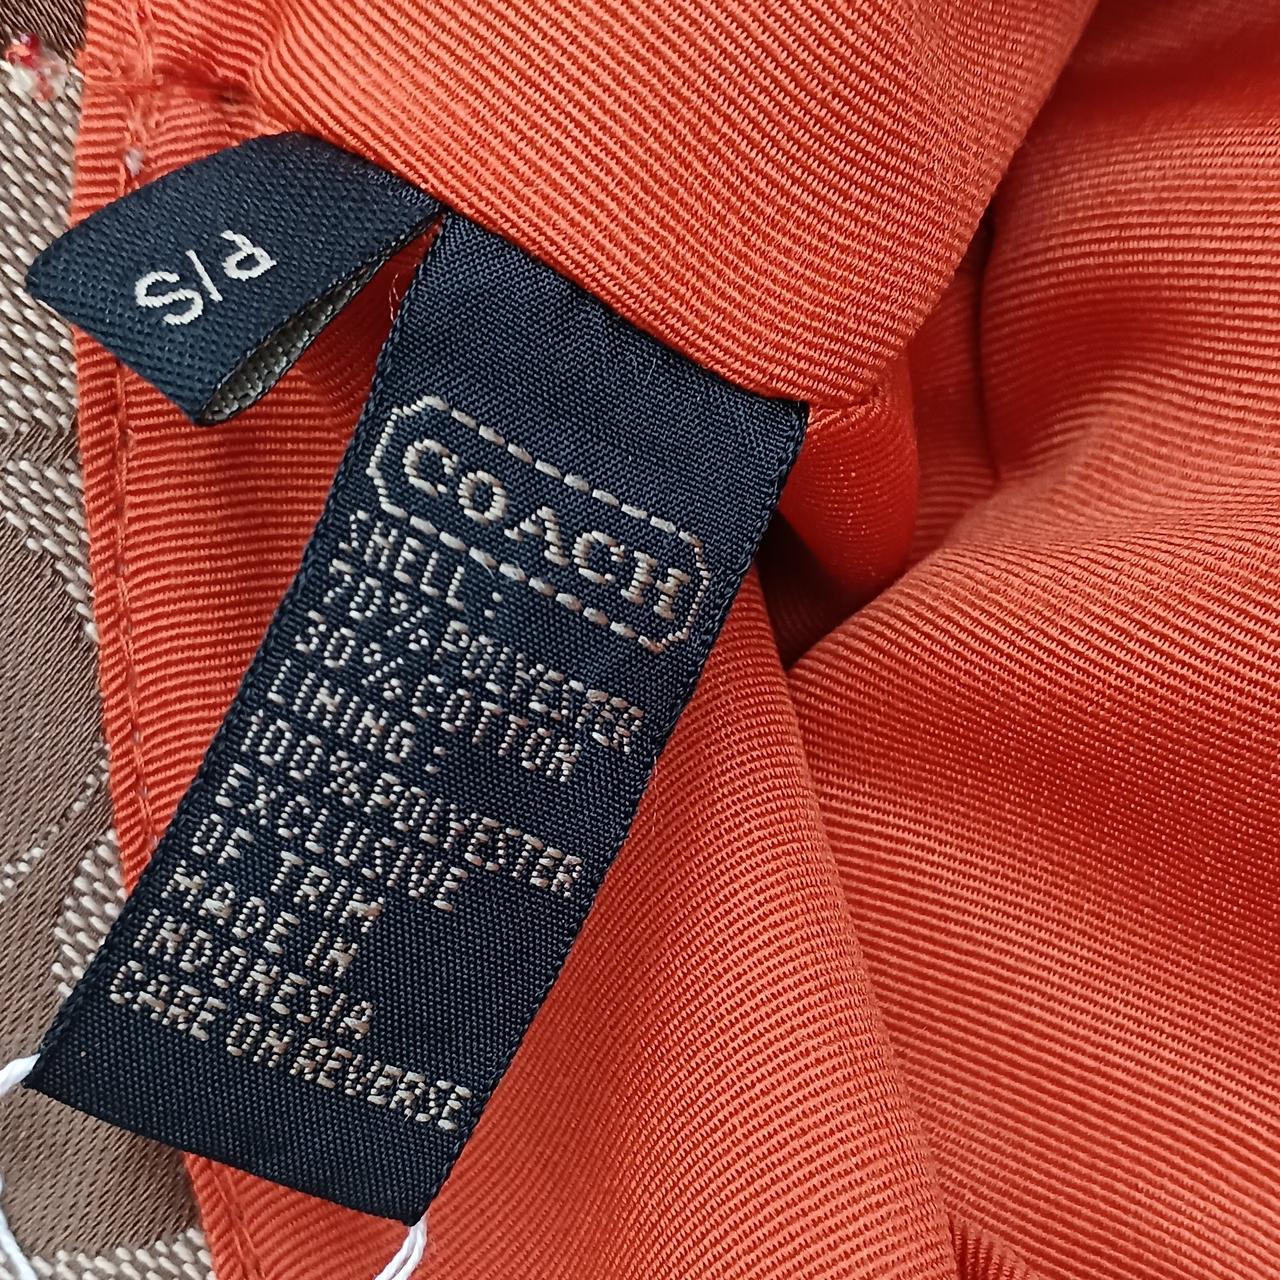 P/S
COACH
SHELL:
70% POLYESTER
30% COTTON
LINING:
100% POLYESTER
EXCLUSIVE
OF TRIM
MADE IN
INDONESIA
CARE ON REVERSE